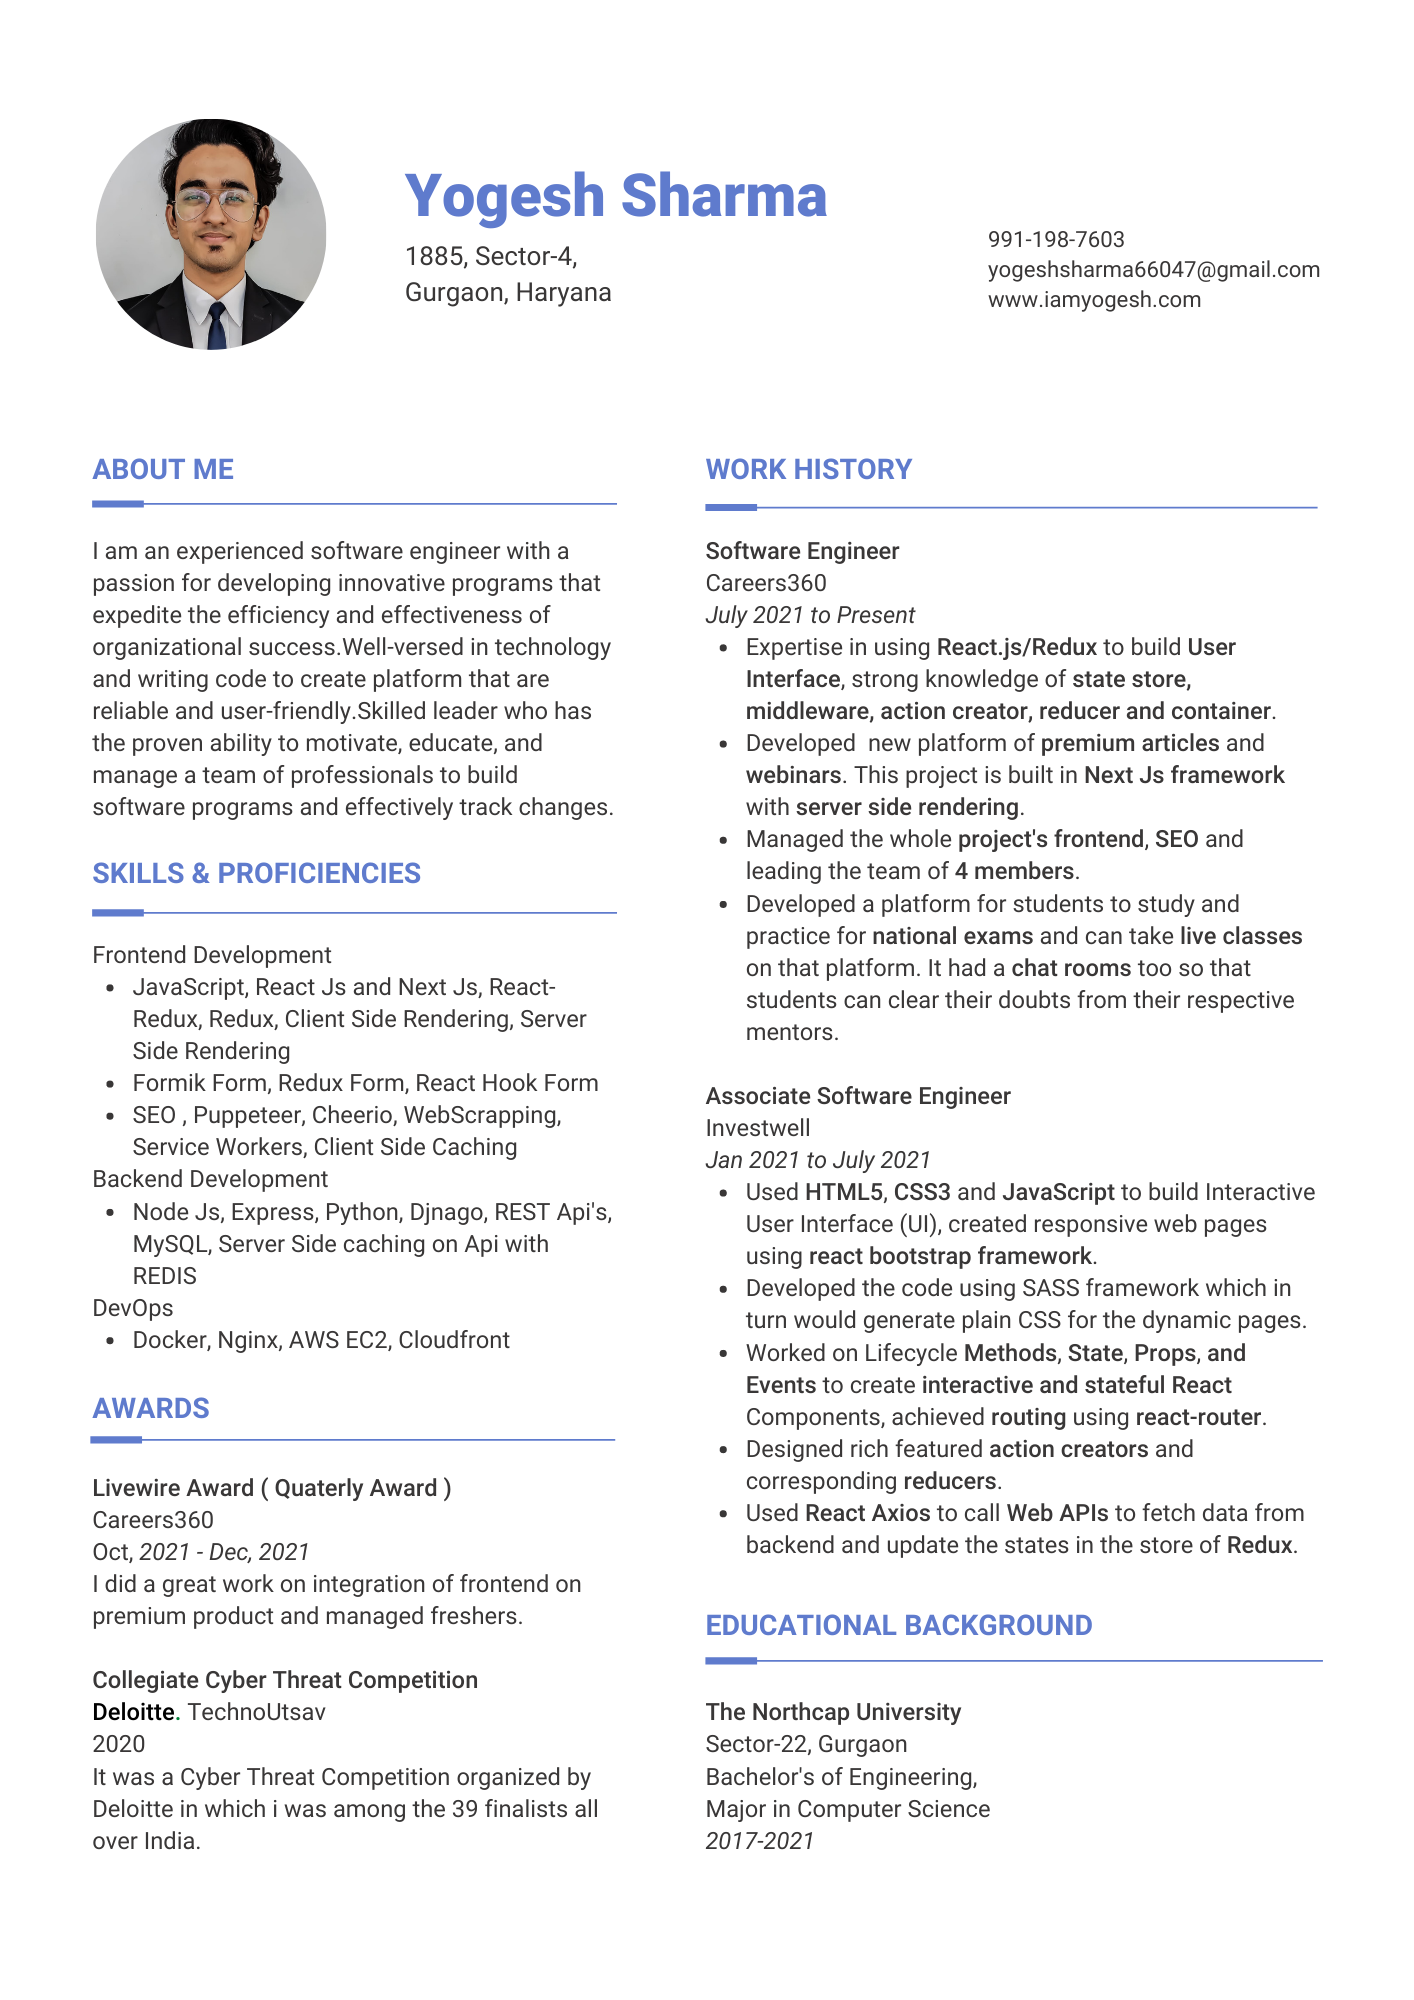 Yogesh Sharma
1885, Sector-4,
Gurgaon, Haryana
991-198-7603
yogeshsharma66047@gmail.com
www.iamyogesh.com
ABOUT ME
I am an experienced software engineer with a
passion for developing innovative programs that
expedite the efficiency and effectiveness of
organizational success.Well-versed in technology
and writing code to create platform that are
reliable and user-friendly.Skilled leader who has
the proven ability to motivate, educate, and
manage a team of professionals to build
software programs and effectively track changes.
SKILLS & PROFICIENCIES
Frontend Development
• JavaScript, React Js and Next Js, React-
Redux, Redux, Client Side Rendering, Server
Side Rendering
• Formik Form, Redux Form, React Hook Form
• SEO , Puppeteer, Cheerio, WebScrapping,
Service Workers, Client Side Caching
Backend Development
• Node Js, Express, Python, Djnago, REST Api's,
MySQL, Server Side caching on Api with
REDIS
DevOps
• Docker, Nginx, AWS EC2, Cloudfront
AWARDS
Livewire Award ( Quaterly Award )
Careers360
Oct, 2021 - Dec, 2021
I did a great work on integration of frontend on
premium product and managed freshers.
Collegiate Cyber Threat Competition
Deloitte. TechnoUtsav
2020
It was a Cyber Threat Competition organized by
Deloitte in which i was among the 39 finalists all
over India.
WORK HISTORY
Software Engineer
Careers360
July 2021 to Present
• Expertise in using React.js/Redux to build User
Interface, strong knowledge of state store,
middleware, action creator, reducer and container.
• Developed  new platform of premium articles and
webinars. This project is built in Next Js framework
with server side rendering.
• Managed the whole project's frontend, SEO and
leading the team of 4 members.
• Developed a platform for students to study and
practice for national exams and can take live classes
on that platform. It had a chat rooms too so that
students can clear their doubts from their respective
mentors.
Associate Software Engineer
Investwell
Jan 2021 to July 2021
• Used HTML5, CSS3 and JavaScript to build Interactive
User Interface (UI), created responsive web pages
using react bootstrap framework.
• Developed the code using SASS framework which in
turn would generate plain CSS for the dynamic pages.
• Worked on Lifecycle Methods, State, Props, and
Events to create interactive and stateful React
Components, achieved routing using react-router.
• Designed rich featured action creators and
corresponding reducers.
• Used React Axios to call Web APIs to fetch data from
backend and update the states in the store of Redux.
EDUCATIONAL BACKGROUND
The Northcap University
Sector-22, Gurgaon
Bachelor's of Engineering,
Major in Computer Science
2017-2021